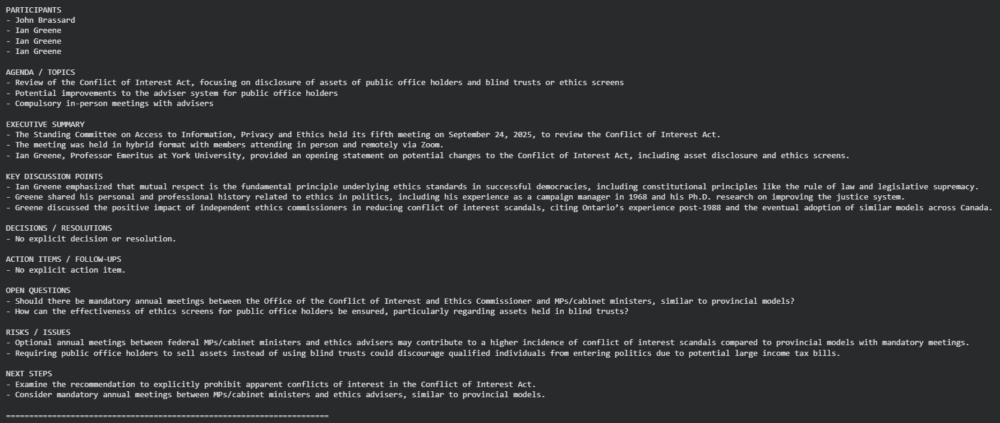 PARTICIPANTS
- John Brassard
- Ian Greene
- Ian Greene
- Ian Greene
AGENDA / TOPICS
- Review of the Conflict of Interest Act, focusing on disclosure of assets of public office holders and blind trusts or ethics screens
- Potential improvements to the adviser system for public office holders
- Compulsory in-person meetings with advisers
EXECUTIVE SUMMARY
- The Standing Committee on Access to Information, Privacy and Ethics held its fifth meeting on September 24, 2025, to review the Conflict of Interest Act.
- The meeting was held in hybrid format with members attending in person and remotely via Zoom.
- Ian Greene, Professor Emeritus at York University, provided an opening statement on potential changes to the Conflict of Interest Act, including asset disclosure and ethics screens.
KEY DISCUSSION POINTS
- Ian Greene emphasized that mutual respect is the fundamental principle underlying ethics standards in successful democracies, including constitutional principles like the rule of law and legislative supremacy.
- Greene shared his personal and professional history related to ethics in politics, including his experience as a campaign manager in 1968 and his Ph.D. research on improving the justice system.
- Greene discussed the positive impact of independent ethics commissioners in reducing conflict of interest scandals, citing Ontario’s experience post-1988 and the eventual adoption of similar models across Canada.
DECISIONS / RESOLUTIONS
- No explicit decision or resolution.
ACTION ITEMS / FOLLOW-UPS
- No explicit action item.
OPEN QUESTIONS
- Should there be mandatory annual meetings between the Office of the Conflict of Interest and Ethics Commissioner and MPs/cabinet ministers, similar to provincial models?
- How can the effectiveness of ethics screens for public office holders be ensured, particularly regarding assets held in blind trusts?
RISKS / ISSUES
- Optional annual meetings between federal MPs/cabinet ministers and ethics advisers may contribute to a higher incidence of conflict of interest scandals compared to provincial models with mandatory meetings.
- Requiring public office holders to sell assets instead of using blind trusts could discourage qualified individuals from entering politics due to potential large income tax bills.
NEXT STEPS
- Examine the recommendation to explicitly prohibit apparent conflicts of interest in the Conflict of Interest Act.
- Consider mandatory annual meetings between MPs/cabinet ministers and ethics advisers, similar to provincial models.
======================================================================